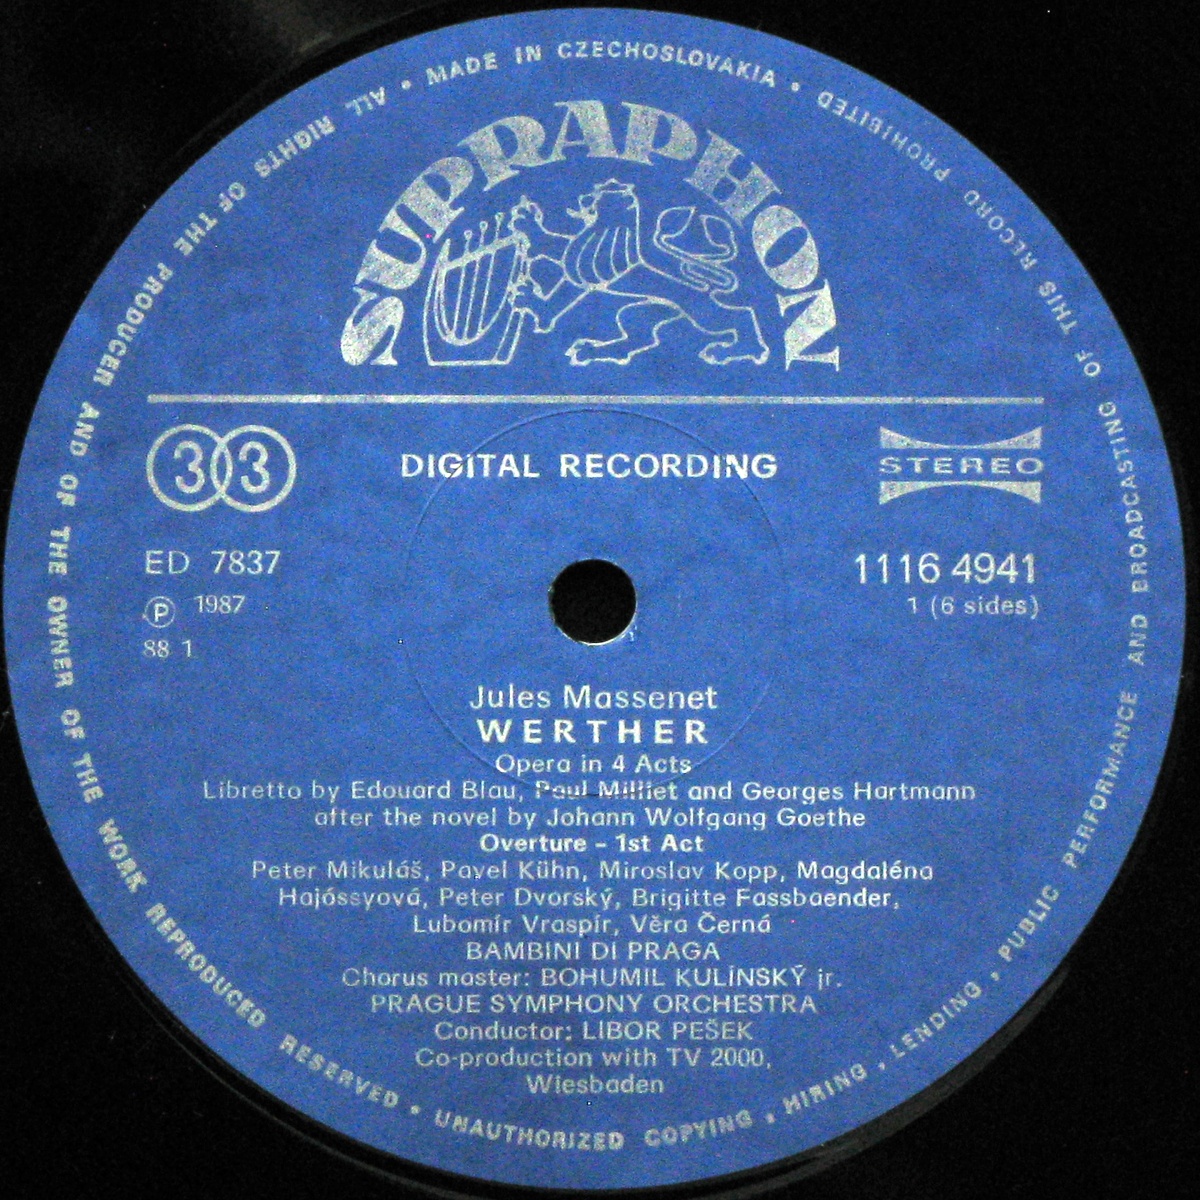 MADE IN CZECHOSLOVAKIA • ALL RIGHTS OF THE PRODUCER AND OF THE OWNER OF THE WORK REPRODUCED RESERVED • UNAUTHORIZED COPYING, HIRING, LENDING, PUBLIC PERFORMANCE AND BROADCASTING OF THIS RECORD PROHIBITED •
SUPRAPHON
33
DIGITAL RECORDING
STEREO
ED 7837
1116 4941
Ⓟ 1987
1 (6 sides)
88 1
Jules Massenet
WERTHER
Opera in 4 Acts
Libretto by Edouard Blau, Paul Milliet and Georges Hartmann
after the novel by Johann Wolfgang Goethe
Overture – 1st Act
Peter Mikuláš, Pavel Kühn, Miroslav Kopp, Magdaléna
Hajóssyová, Peter Dvorský, Brigitte Fassbaender,
Lubomír Vraspír, Věra Černá
BAMBINI DI PRAGA
Chorus master: BOHUMIL KULÍNSKÝ jr.
PRAGUE SYMPHONY ORCHESTRA
Conductor: LIBOR PEŠEK
Co-production with TV 2000,
Wiesbaden